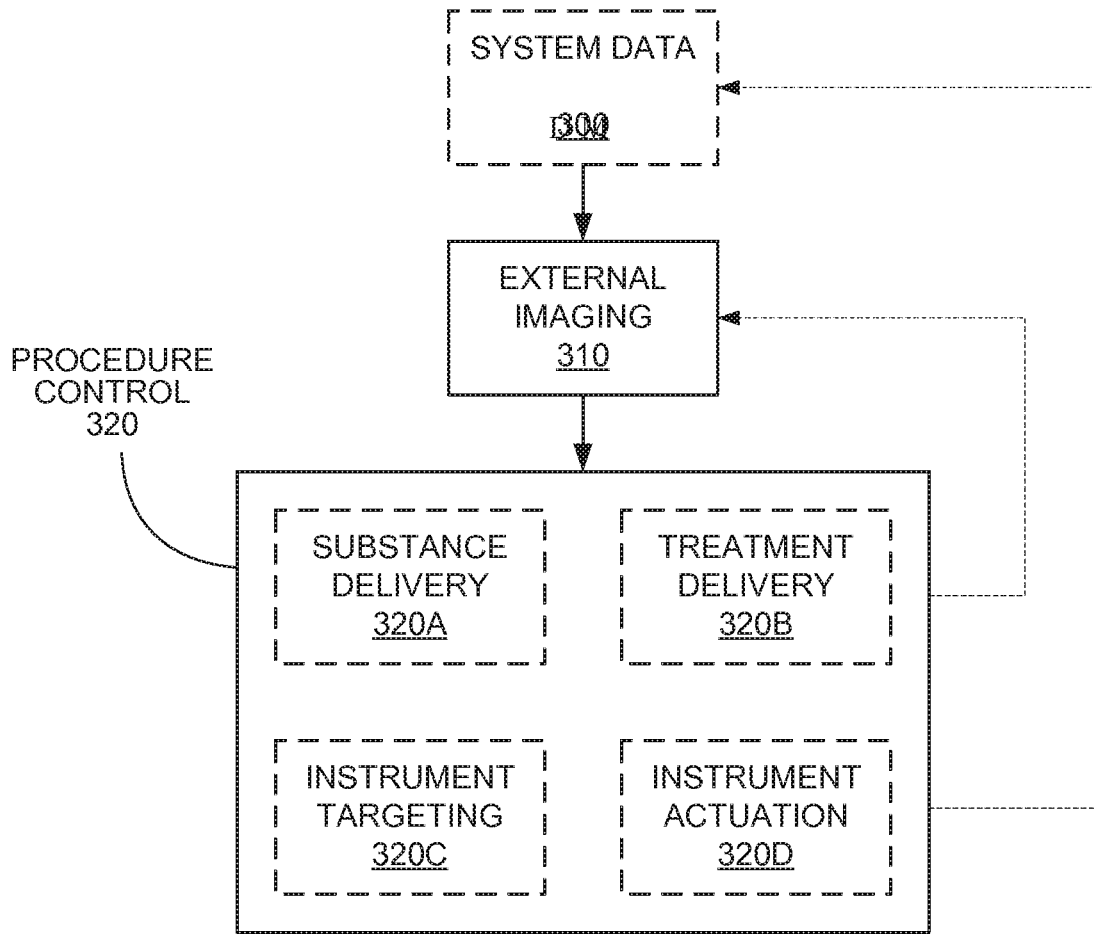 SYSTEM DATA
300
EXTERNAL
IMAGING
310
PROCEDURE
CONTROL
320
SUBSTANCE
DELIVERY
320A
TREATMENT
DELIVERY
320B
INSTRUMENT
TARGETING
320C
INSTRUMENT
ACTUATION
320D